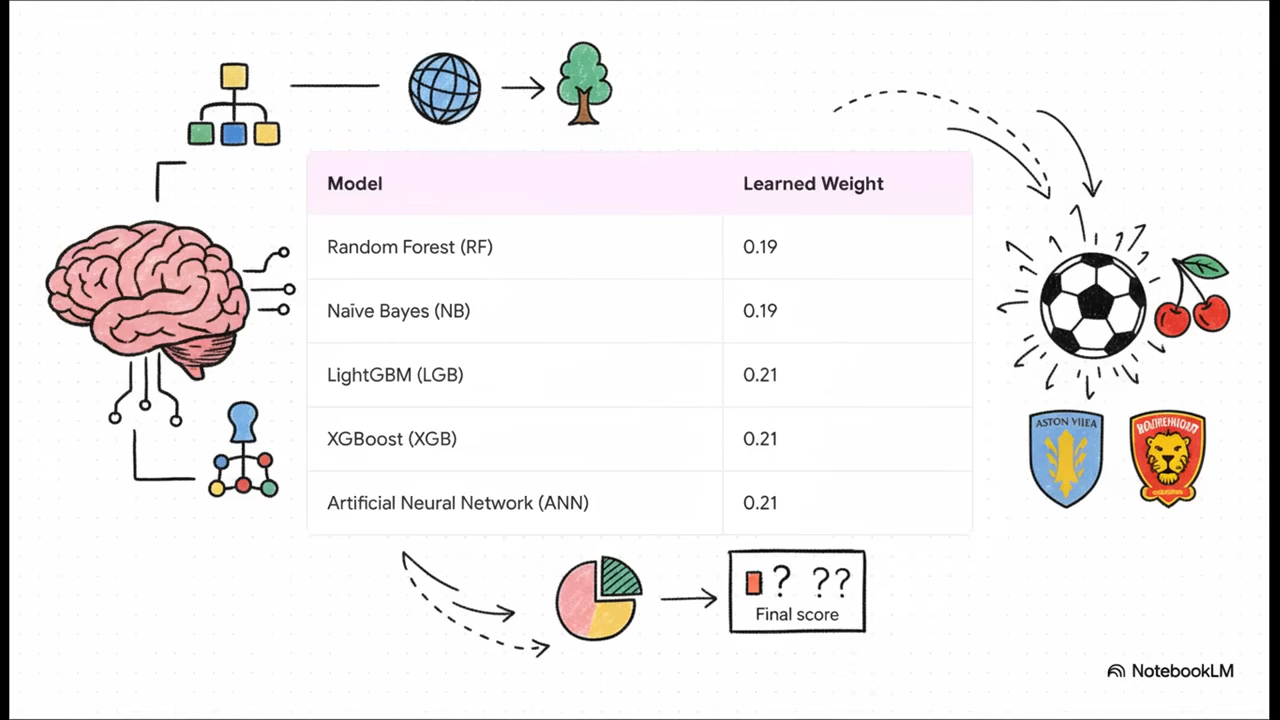 Model Learned Weight
Random Forest (RF) 0.19
Naïve Bayes (NB) 0.19
LightGBM (LGB) 0.21
XGBoost (XGB) 0.21
Artificial Neural Network (ANN) 0.21
ASTON VILEA
? ??
Final score
NotebookLM